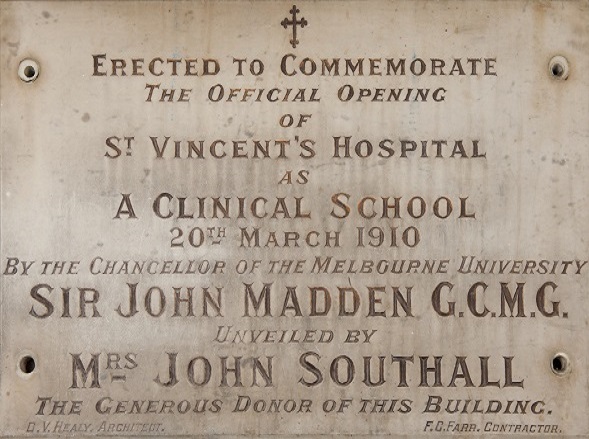 ERECTED TO COMMEMORATE
THE OFFICIAL OPENING
OF
ST VINCENT'S HOSPITAL
AS
A CLINICAL SCHOOL
20TH MARCH 1910
BY THE CHANCELLOR OF THE MELBOURNE UNIVERSITY
SIR JOHN MADDEN G.C.M.G.
UNVEILED BY
MRS JOHN SOUTHALL
THE GENEROUS DONOR OF THIS BUILDING.
HEALY, ARCHITECT. F.C. FARR. CONTRACTOR.